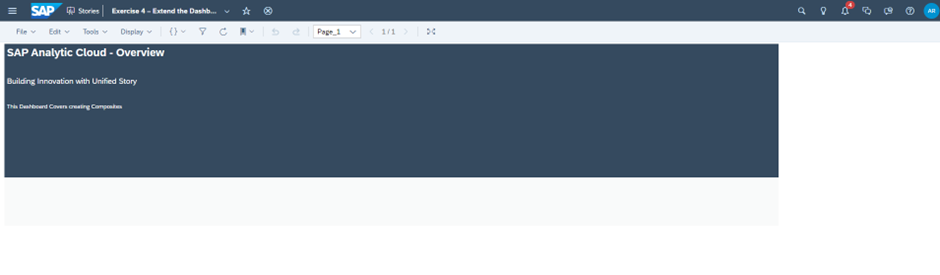 SAP Stories Exercise 4 – Extend the Dashb... 4 AR
File Edit Tools Display { } Page_1 1 / 1
SAP Analytic Cloud - Overview
Building Innovation with Unified Story
This Dashboard Covers creating Composites